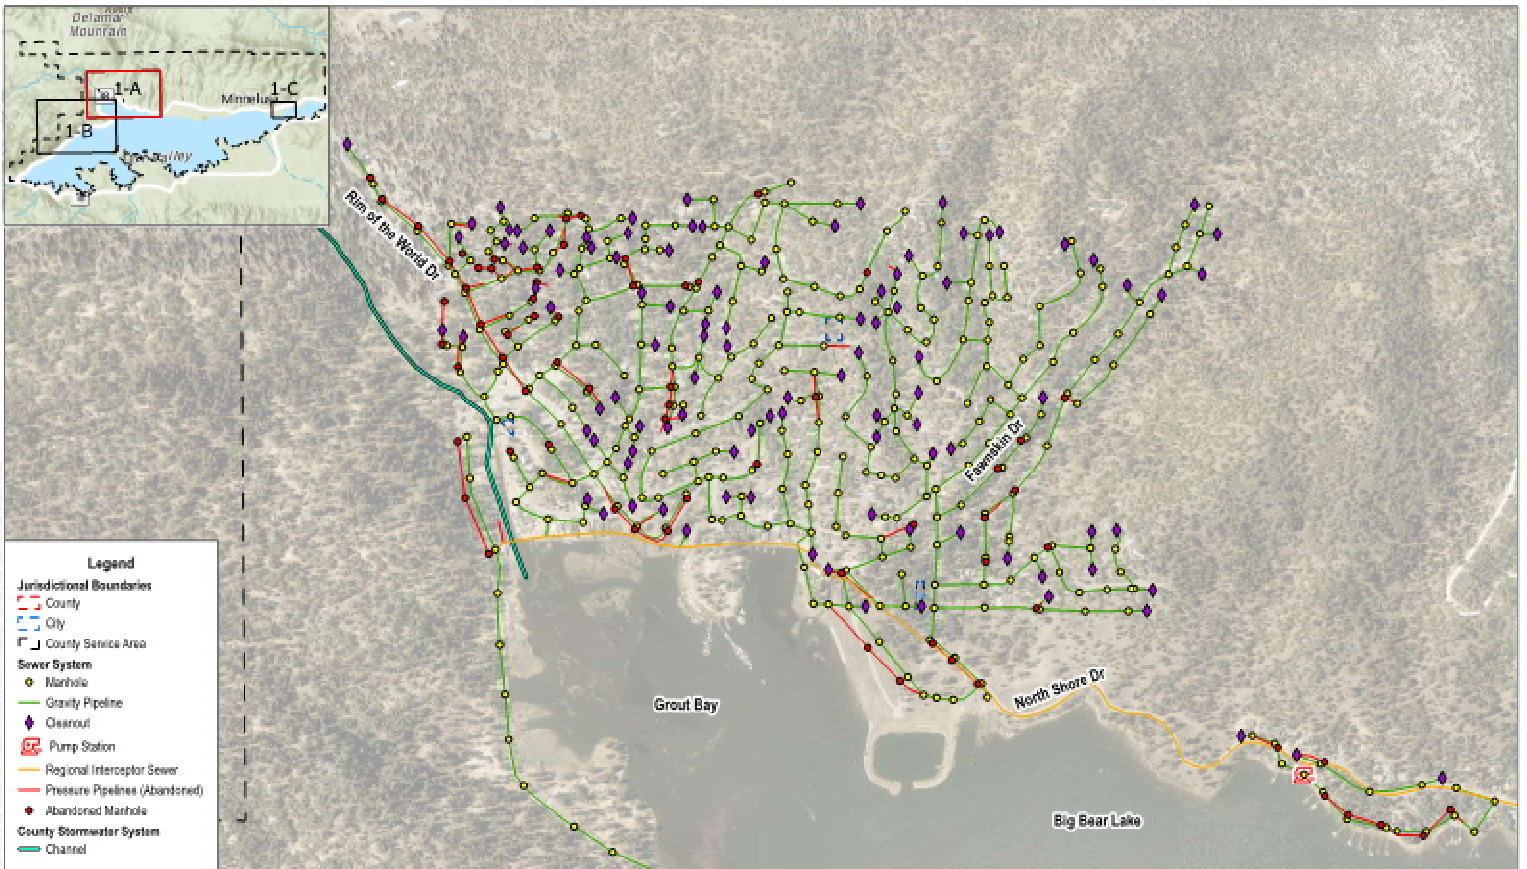 Delamar
Mountain
1-A
Minnelus
1-C
1-B
Rim of the World Dr
Fawnskin Dr
North Shore Dr
Grout Bay
Big Bear Lake
Legend
Jurisdictional Boundaries
County
City
County Service Area
Sewer System
Manhole
Gravity Pipeline
Cleanout
Pump Station
Regional Interceptor Sewer
Pressure Pipelines (Abandoned)
Abandoned Manhole
County Stormwater System
Channel